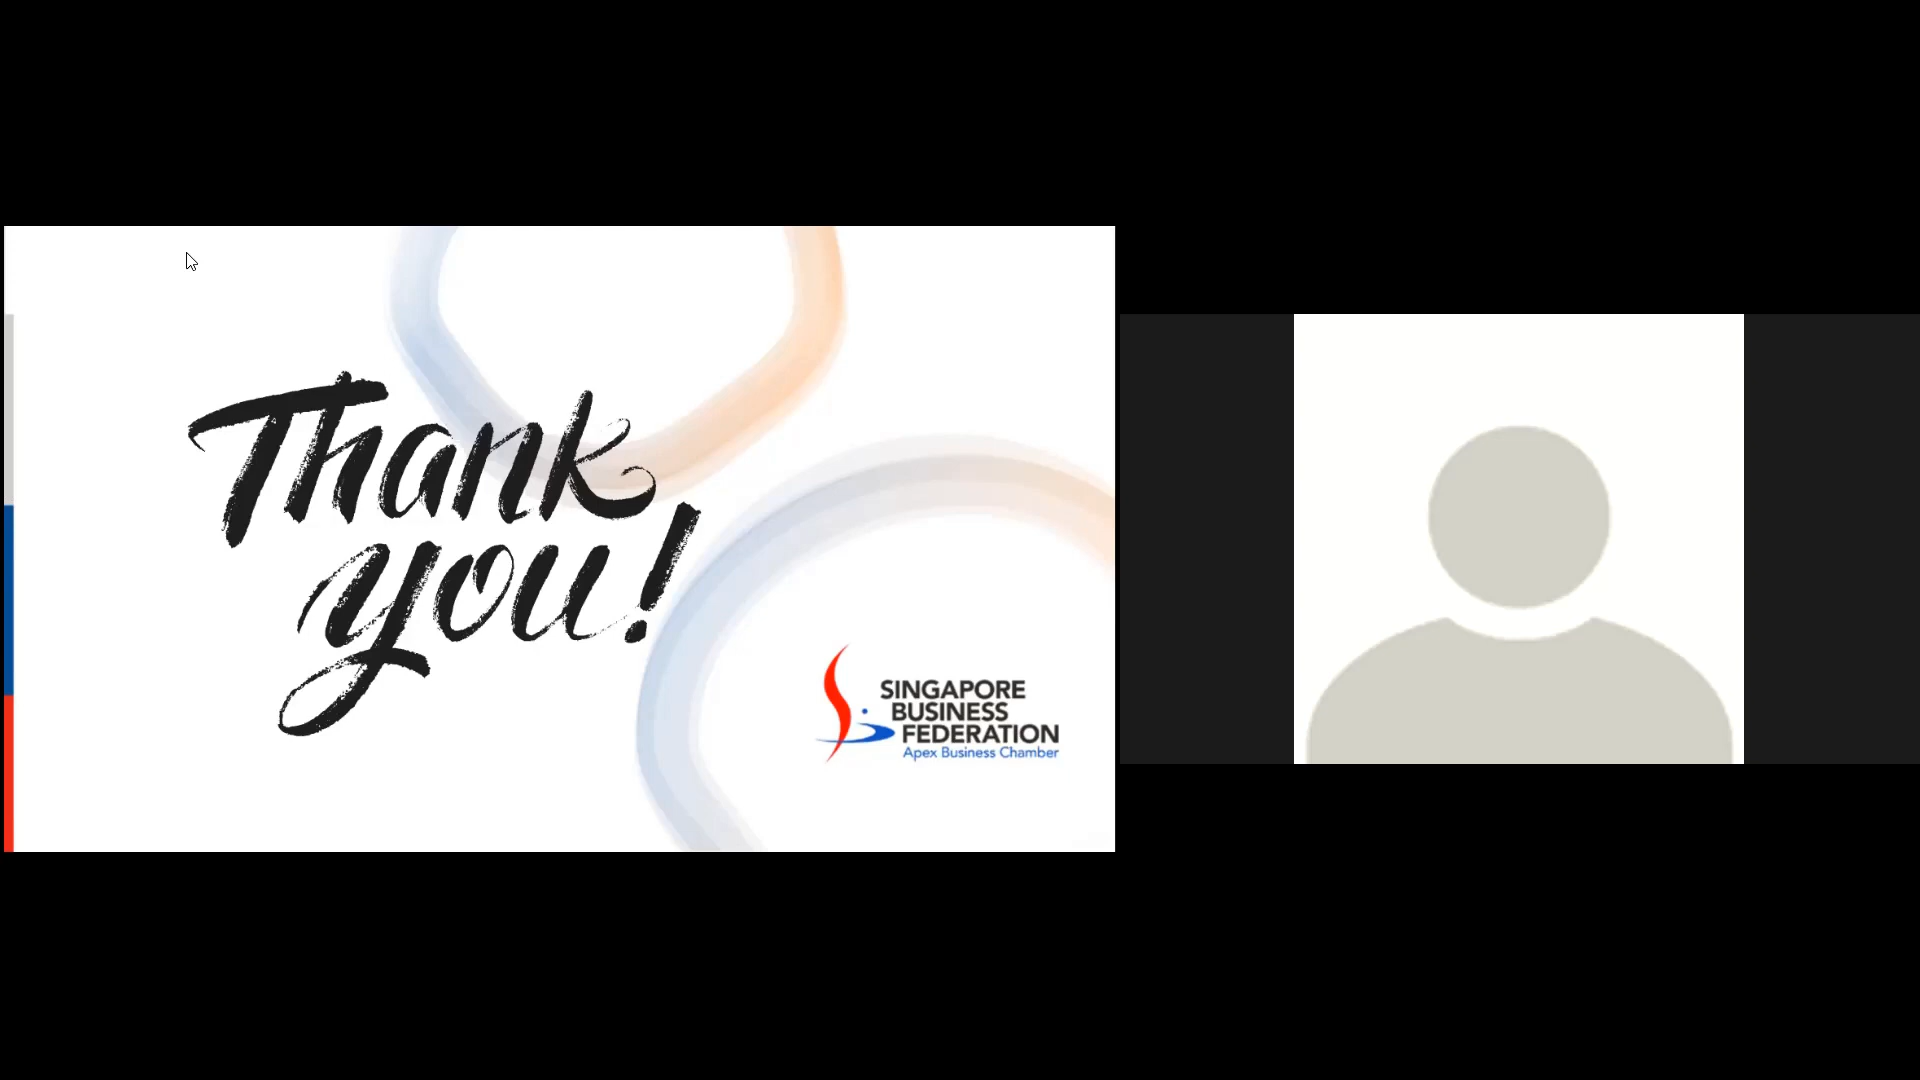 Thank
you!
SINGAPORE
BUSINESS
FEDERATION
Apex Business Chamber